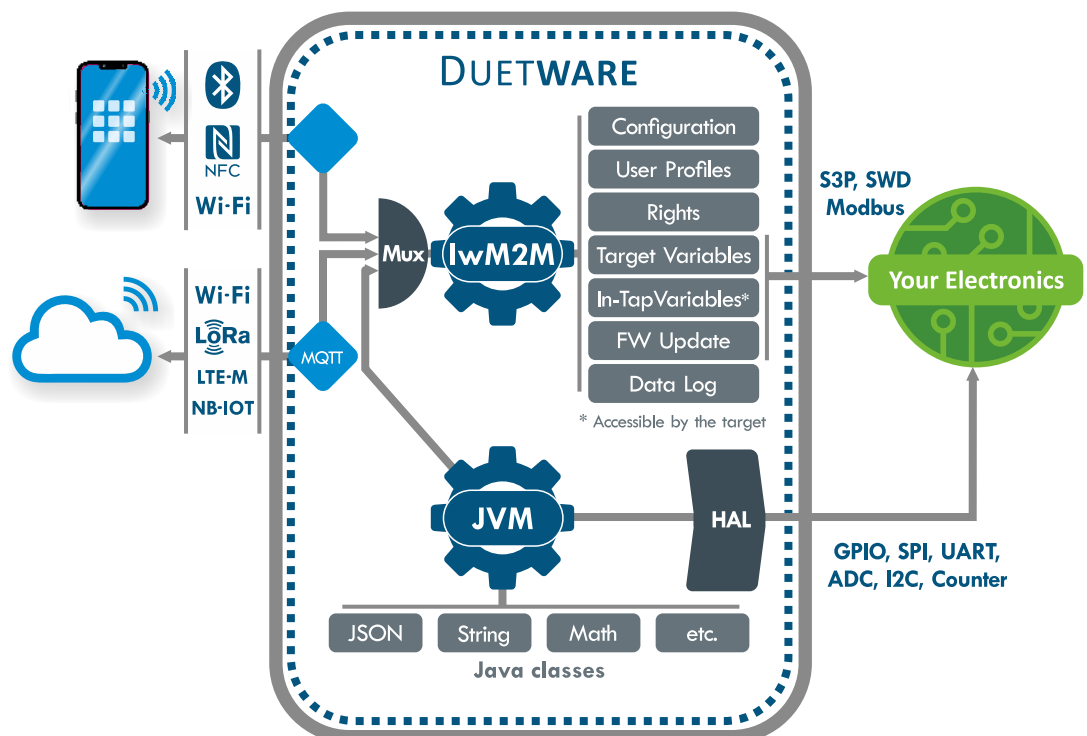 DUETWARE
NFC
Wi-Fi
Wi-Fi
LoRa
LTE-M
NB-IOT
MQTT
Mux
IwM2M
Configuration
User Profiles
Rights
Target Variables
In-TapVariables*
FW Update
Data Log
* Accessible by the target
S3P, SWD
Modbus
Your Electronics
JVM
HAL
GPIO, SPI, UART,
ADC, I2C, Counter
JSON
String
Math
etc.
Java classes